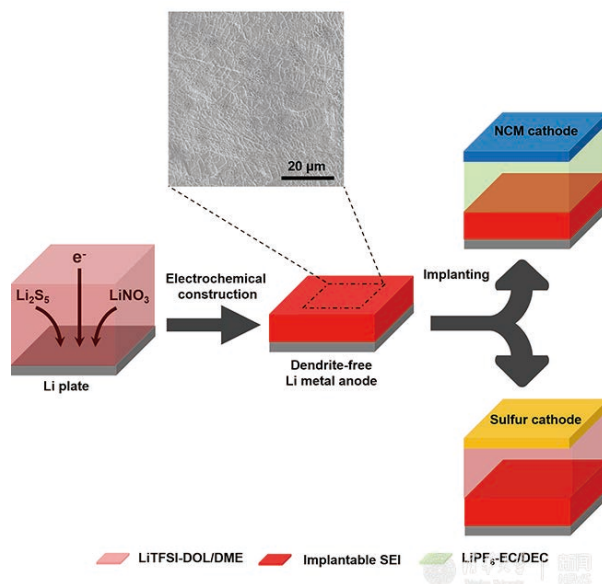 20 μm
NCM cathode
e⁻
Li₂S₅
LiNO₃
Electrochemical
construction
Implanting
Li plate
Dendrite-free
Li metal anode
Sulfur cathode
LiTFSI-DOL/DME
Implantable SEI
LiPF₆-EC/DEC